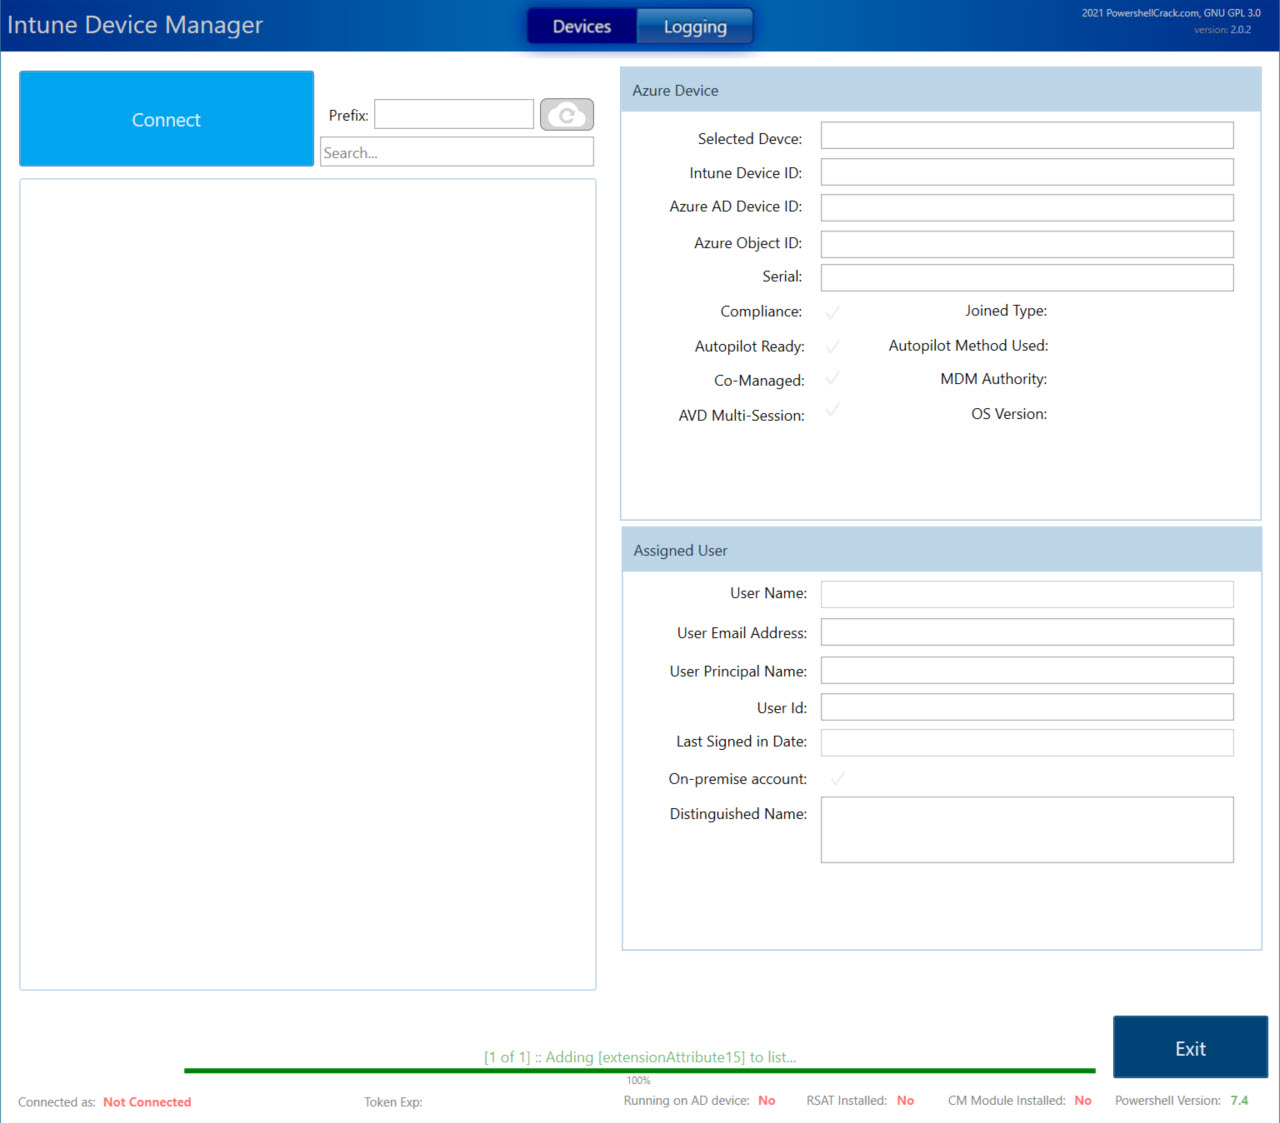 Intune Device Manager
Devices
Logging
2021 PowershellCrack.com, GNU GPL 3.0
version: 2.0.2
Connect
Prefix:
Search...
Azure Device
Selected Devce:
Intune Device ID:
Azure AD Device ID:
Azure Object ID:
Serial:
Compliance:
Joined Type:
Autopilot Ready:
Autopilot Method Used:
Co-Managed:
MDM Authority:
AVD Multi-Session:
OS Version:
Assigned User
User Name:
User Email Address:
User Principal Name:
User Id:
Last Signed in Date:
On-premise account:
Distinguished Name:
[1 of 1] :: Adding [extensionAttribute15] to list...
100%
Exit
Connected as: Not Connected
Token Exp:
Running on AD device: No
RSAT Installed: No
CM Module Installed: No
Powershell Version: 7.4